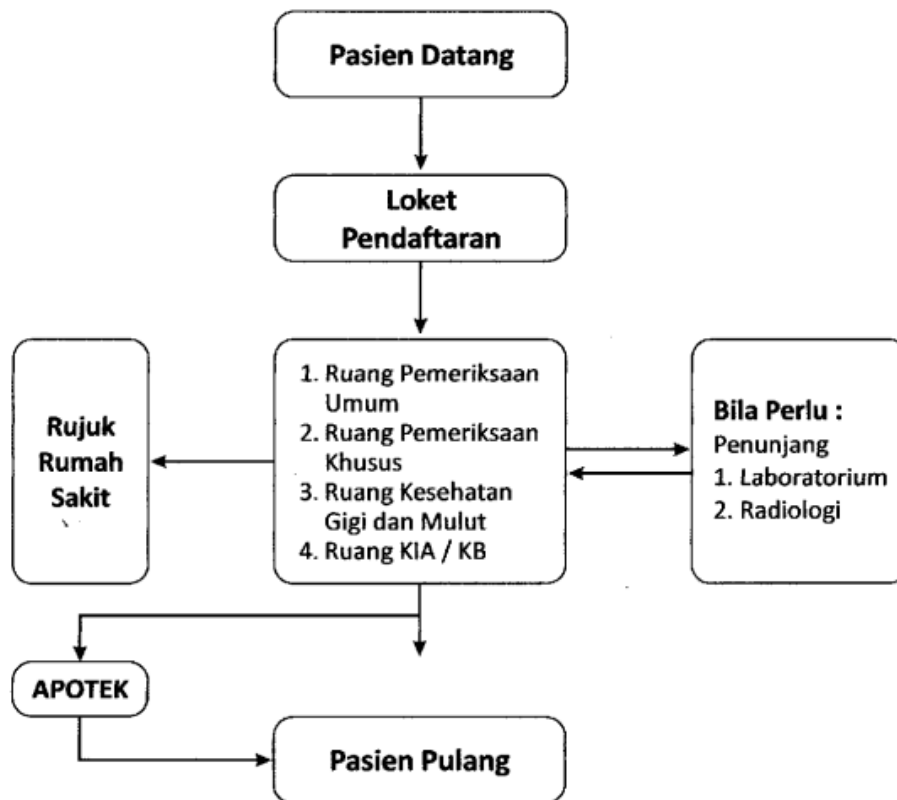 Pasien Datang
Loket
Pendaftaran
Rujuk
Rumah
Sakit
1. Ruang Pemeriksaan
Umum
2. Ruang Pemeriksaan
Khusus
3. Ruang Kesehatan
Gigi dan Mulut
4. Ruang KIA / KB
Bila Perlu :
Penunjang
1. Laboratorium
2. Radiologi
APOTEK
Pasien Pulang